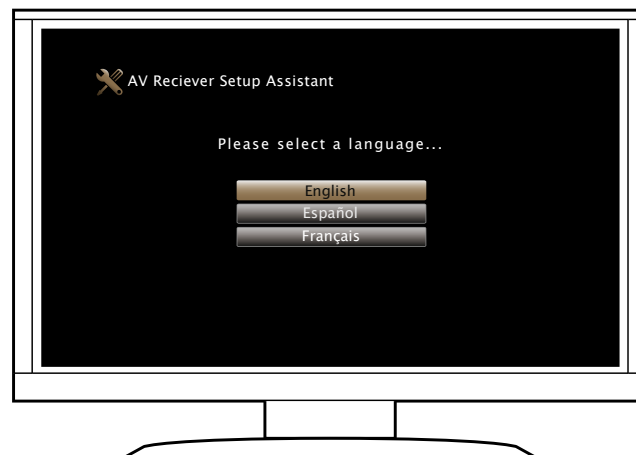 AV Reciever Setup Assistant
Please select a language...
English
Español
Français